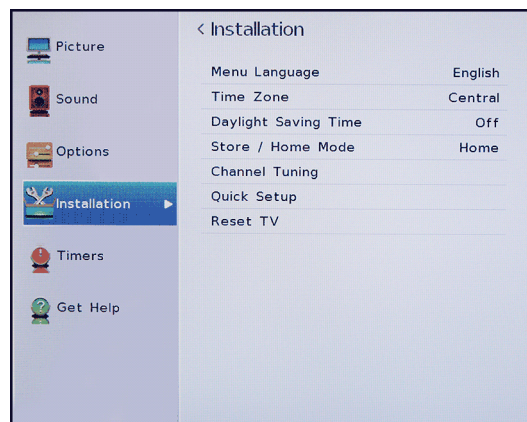 Picture
Sound
Options
Installation
Timers
Get Help
< Installation
Menu Language English
Time Zone Central
Daylight Saving Time Off
Store / Home Mode Home
Channel Tuning
Quick Setup
Reset TV